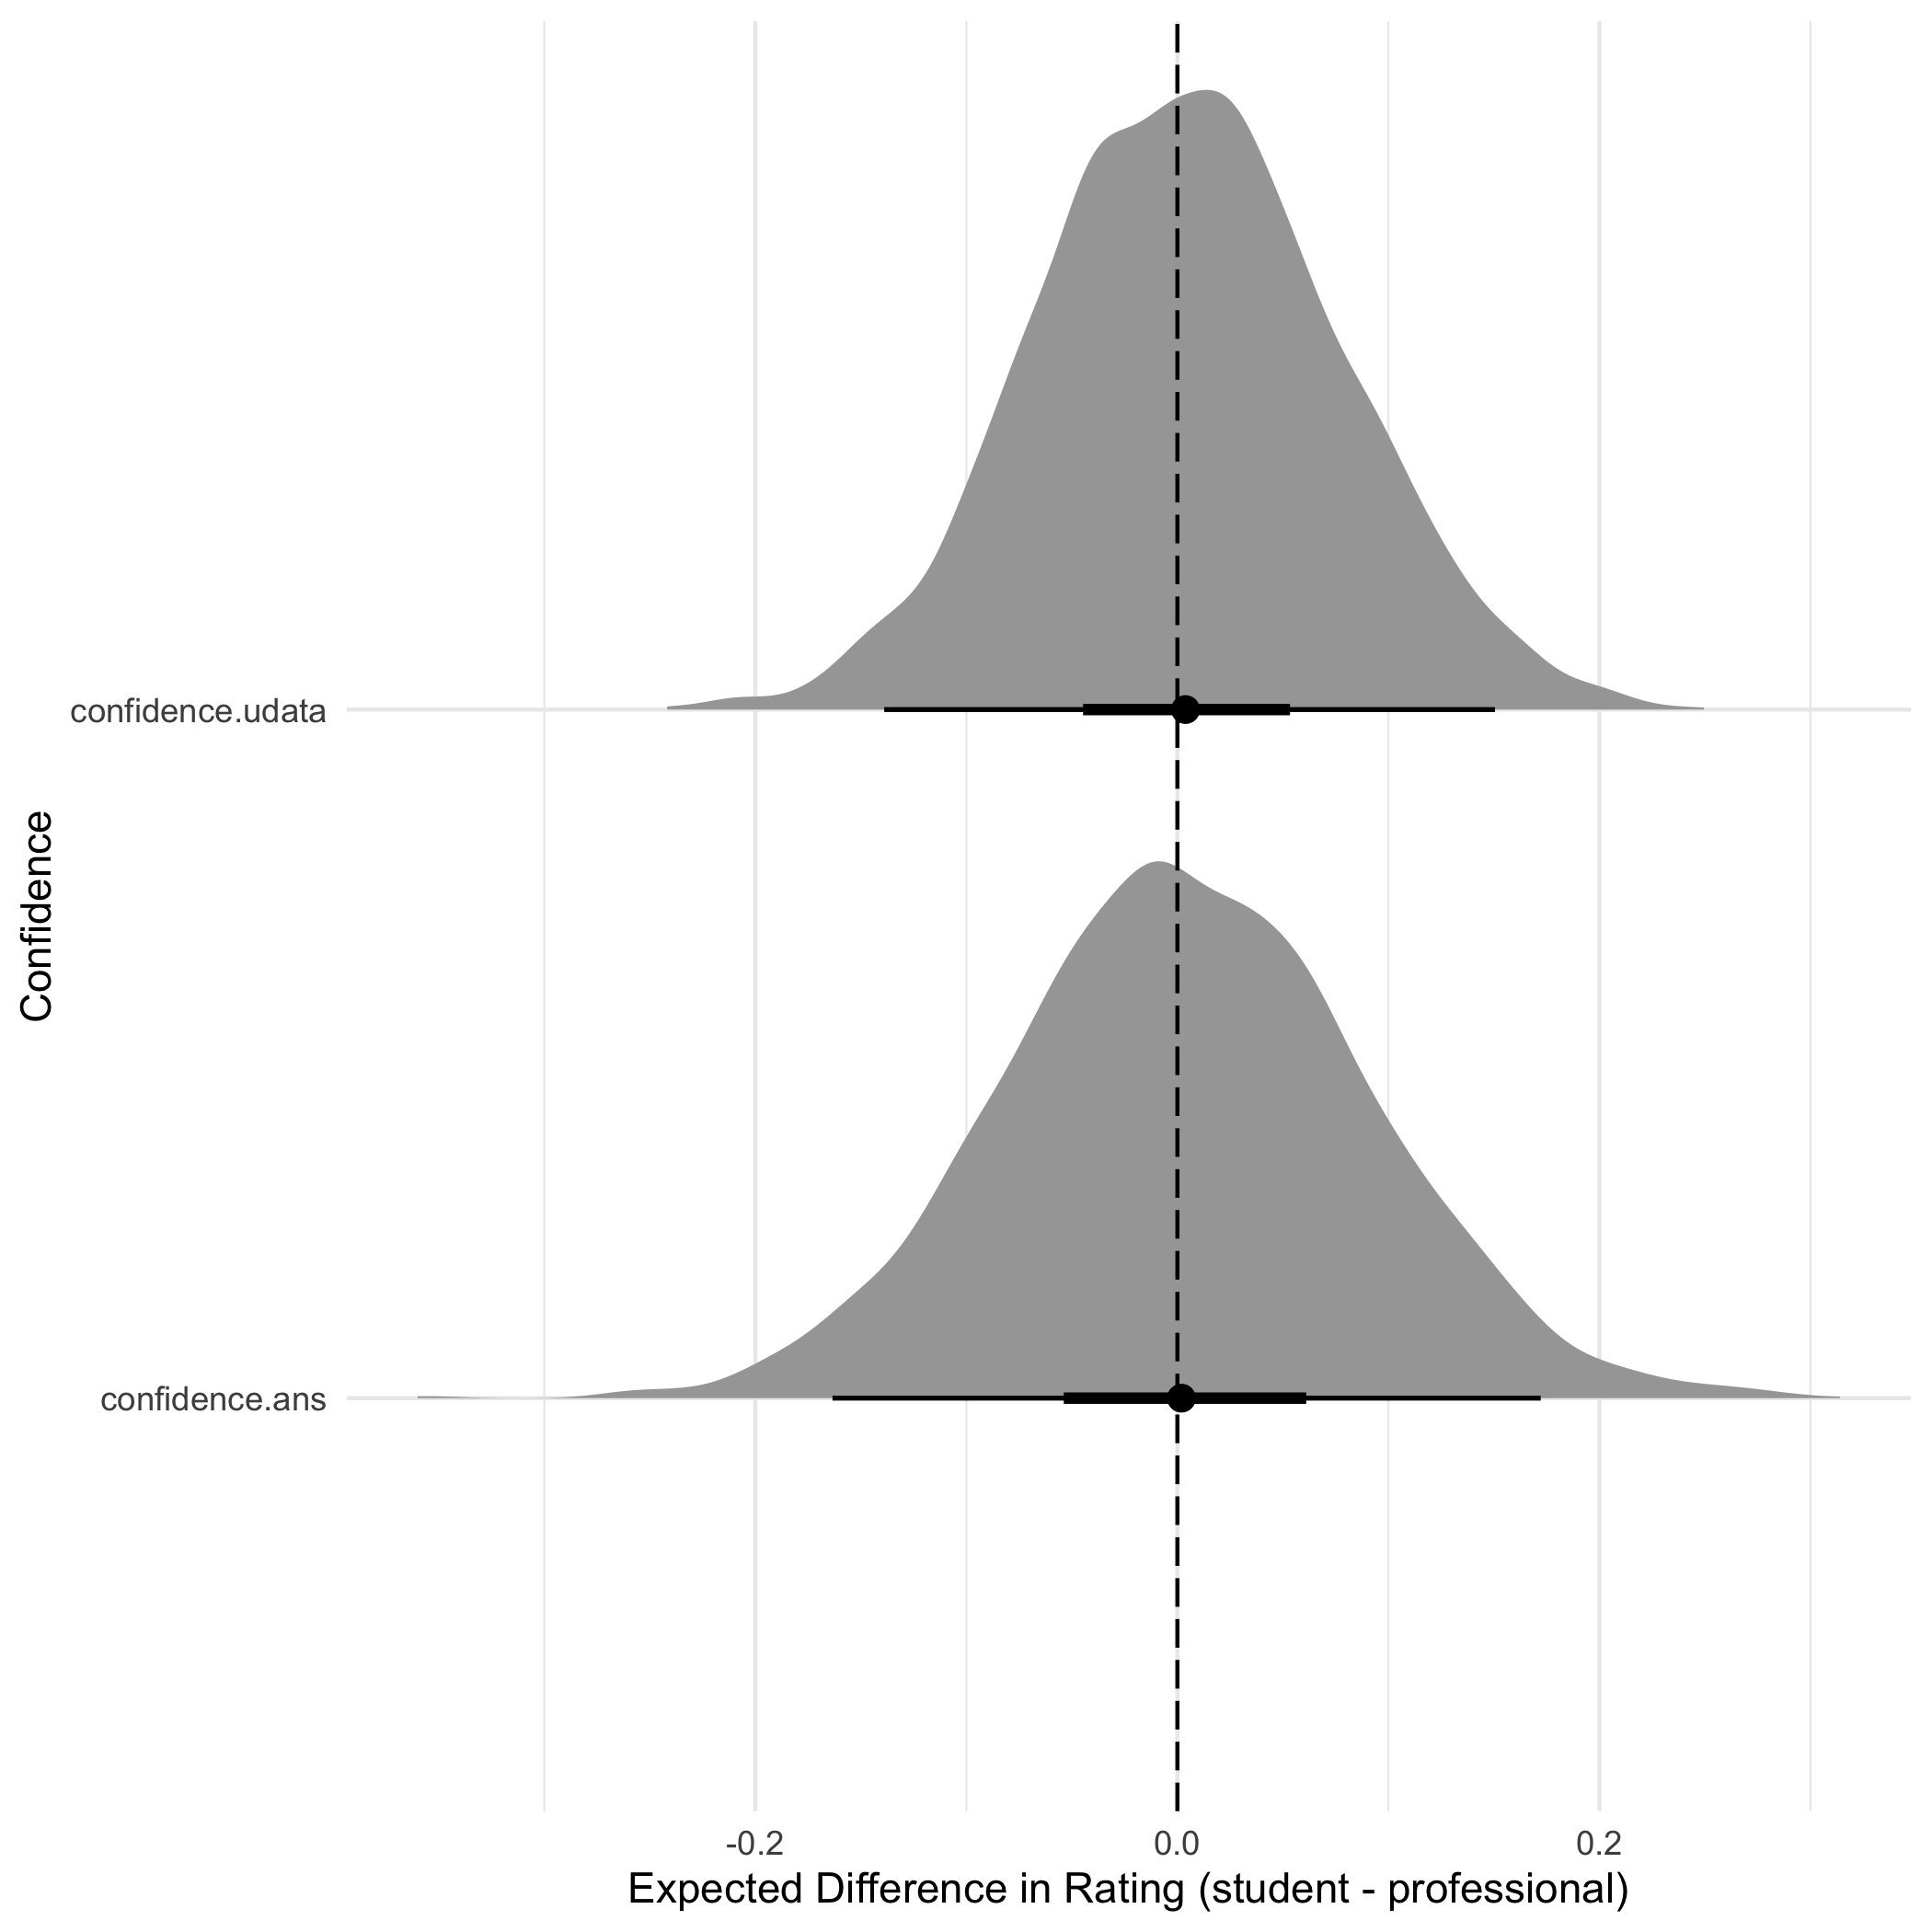 confidence.udata
Confidence
confidence.ans
-0.2
0.0
0.2
Expected Difference in Rating (student - professional)